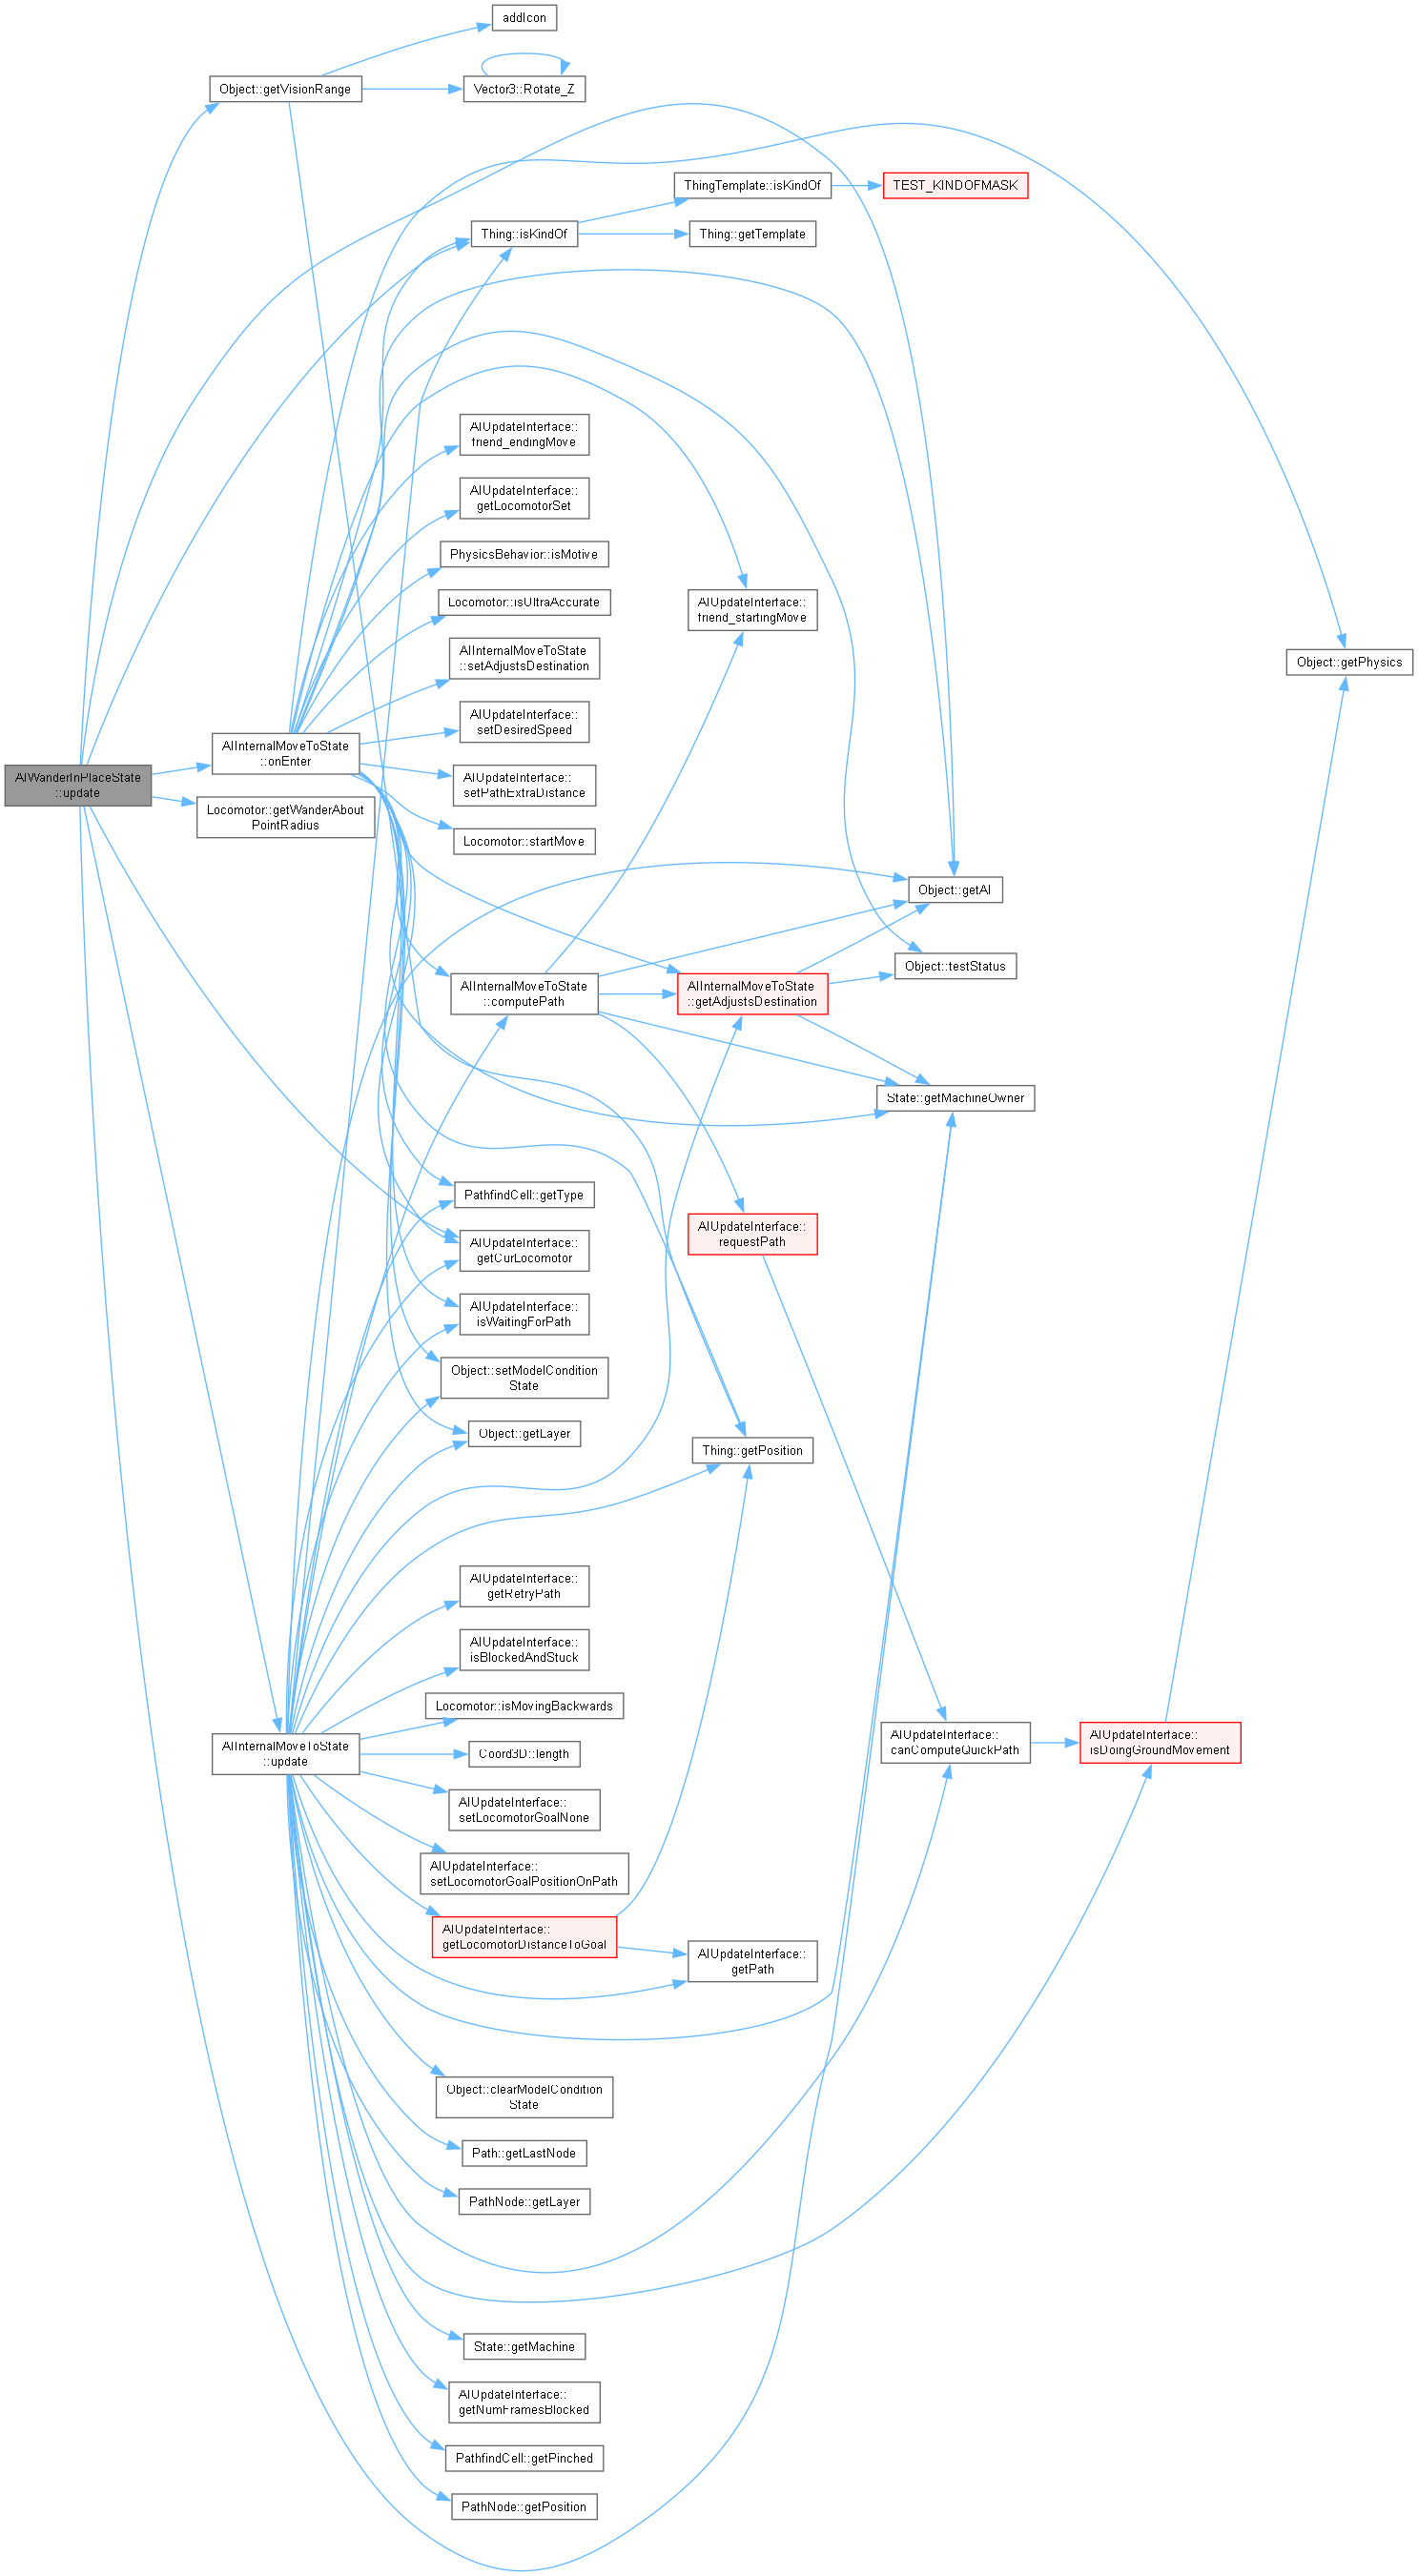 addIcon
Object::getVisionRange
Vector3::Rotate_Z
ThingTemplate::isKindOf
TEST_KINDOFMASK
Thing::isKindOf
Thing::getTemplate
AIUpdateInterface::
friend_endingMove
AIUpdateInterface::
getLocomotorSet
PhysicsBehavior::isMotive
Locomotor::isUltraAccurate
AIUpdateInterface::
friend_startingMove
AIInternalMoveToState
::setAdjustsDestination
Object::getPhysics
AIUpdateInterface::
setDesiredSpeed
AIInternalMoveToState
::onEnter
AIWanderInPlaceState
::update
AIUpdateInterface::
setPathExtraDistance
Locomotor::getWanderAbout
PointRadius
Locomotor::startMove
Object::getAI
Object::testStatus
AIInternalMoveToState
::computePath
AIInternalMoveToState
::getAdjustsDestination
State::getMachineOwner
PathfindCell::getType
AIUpdateInterface::
requestPath
AIUpdateInterface::
getCurLocomotor
AIUpdateInterface::
isWaitingForPath
Object::setModelCondition
State
Object::getLayer
Thing::getPosition
AIUpdateInterface::
getRetryPath
AIUpdateInterface::
isBlockedAndStuck
Locomotor::isMovingBackwards
AIUpdateInterface::
canComputeQuickPath
AIUpdateInterface::
isDoingGroundMovement
AIInternalMoveToState
::update
Coord3D::length
AIUpdateInterface::
setLocomotorGoalNone
AIUpdateInterface::
setLocomotorGoalPositionOnPath
AIUpdateInterface::
getLocomotorDistanceToGoal
AIUpdateInterface::
getPath
Object::clearModelCondition
State
Path::getLastNode
PathNode::getLayer
State::getMachine
AIUpdateInterface::
getNumFramesBlocked
PathfindCell::getPinched
PathNode::getPosition